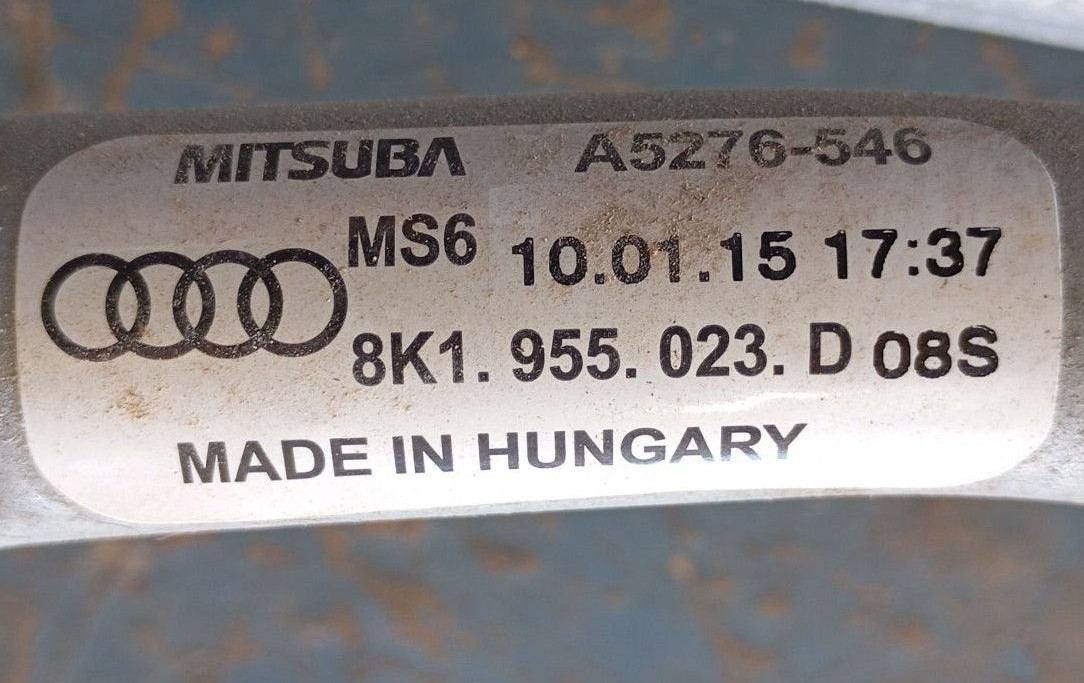 MITSUBA A5276-546
MS6 10.01.15 17:37
8K1. 955. 023. D 08S
MADE IN HUNGARY